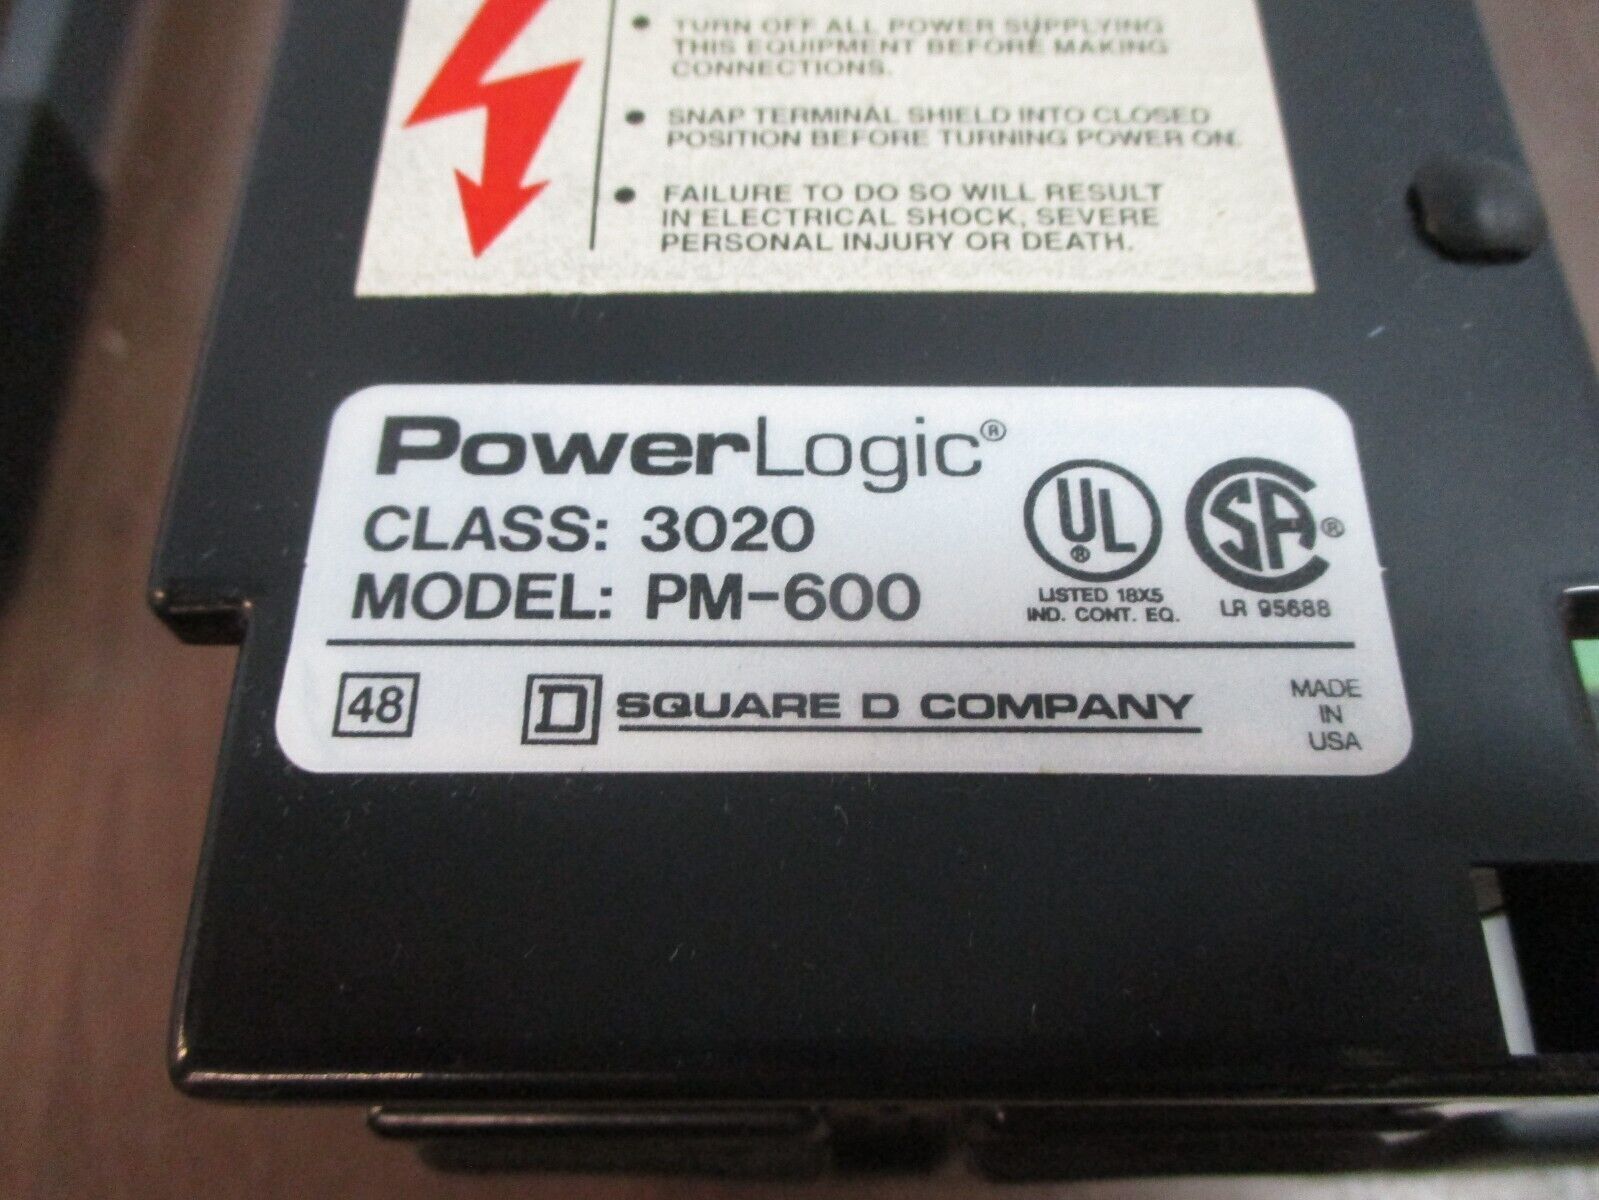 • TURN OFF ALL POWER SUPPLYING
THIS EQUIPMENT BEFORE MAKING
CONNECTIONS.
• SNAP TERMINAL SHIELD INTO CLOSED
POSITION BEFORE TURNING POWER ON.
• FAILURE TO DO SO WILL RESULT
IN ELECTRICAL SHOCK, SEVERE
PERSONAL INJURY OR DEATH.
PowerLogic®
CLASS: 3020
MODEL: PM-600
UL®
LISTED 18X5
IND. CONT. EQ.
SA®
LR 95688
48
D SQUARE D COMPANY
MADE
IN
USA